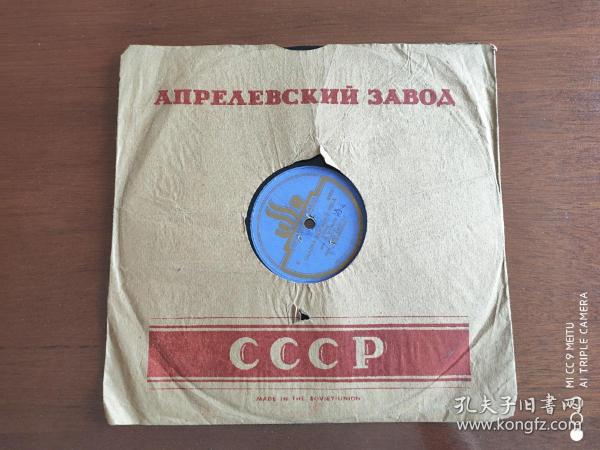 АПРЕЛЕВСКИЙ ЗАВОД
ussr
СССР
MADE IN THE SOVIET-UNION
MI CC9 MEITU
AI TRIPLE CAMERA
孔夫子旧书网
www.kongfz.com